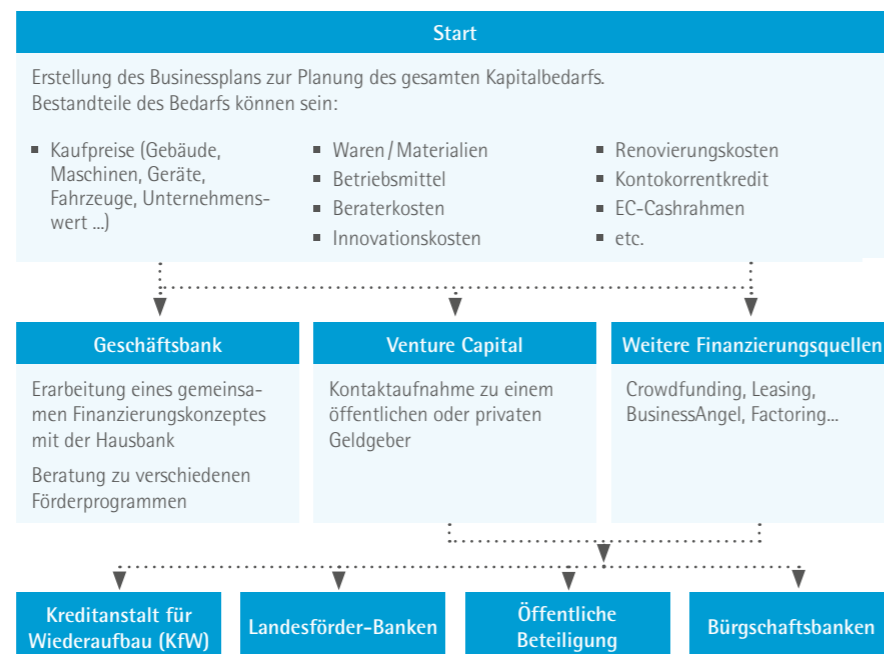 Start
Erstellung des Businessplans zur Planung des gesamten Kapitalbedarfs.
Bestandteile des Bedarfs können sein:
▪ Kaufpreise (Gebäude,
Maschinen, Geräte,
Fahrzeuge, Unternehmens-
wert ...)
▪ Waren / Materialien
▪ Betriebsmittel
▪ Beraterkosten
▪ Innovationskosten
▪ Renovierungskosten
▪ Kontokorrentkredit
▪ EC-Cashrahmen
▪ etc.
Geschäftsbank
Erarbeitung eines gemeinsa-
men Finanzierungskonzeptes
mit der Hausbank
Beratung zu verschiedenen
Förderprogrammen
Venture Capital
Kontaktaufnahme zu einem
öffentlichen oder privaten
Geldgeber
Weitere Finanzierungsquellen
Crowdfunding, Leasing,
BusinessAngel, Factoring...
Kreditanstalt für
Wiederaufbau (KfW)
Landesförder-Banken
Öffentliche
Beteiligung
Bürgschaftsbanken